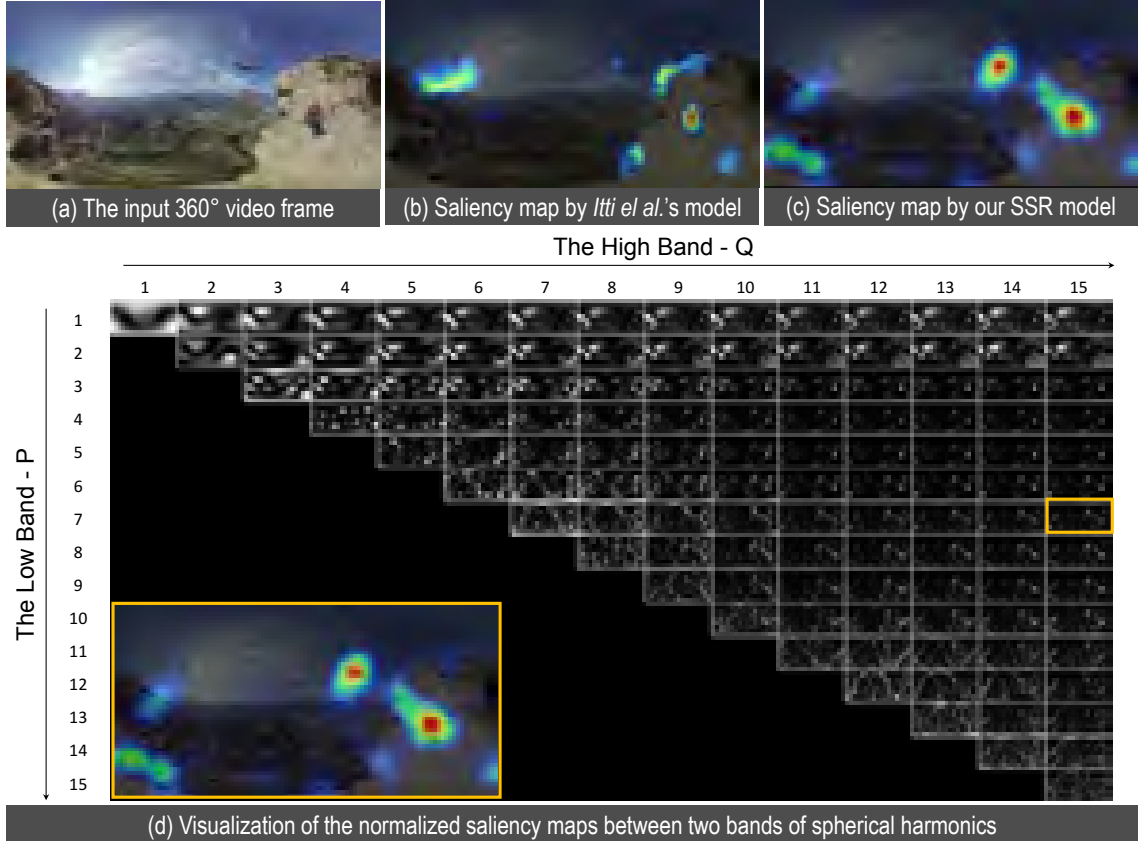 (a) The input 360° video frame
(b) Saliency map by Itti el al.'s model
(c) Saliency map by our SSR model
The High Band - Q
1 2 3 4 5 6 7 8 9 10 11 12 13 14 15
The Low Band - P
1
2
3
4
5
6
7
8
9
10
11
12
13
14
15
(d) Visualization of the normalized saliency maps between two bands of spherical harmonics